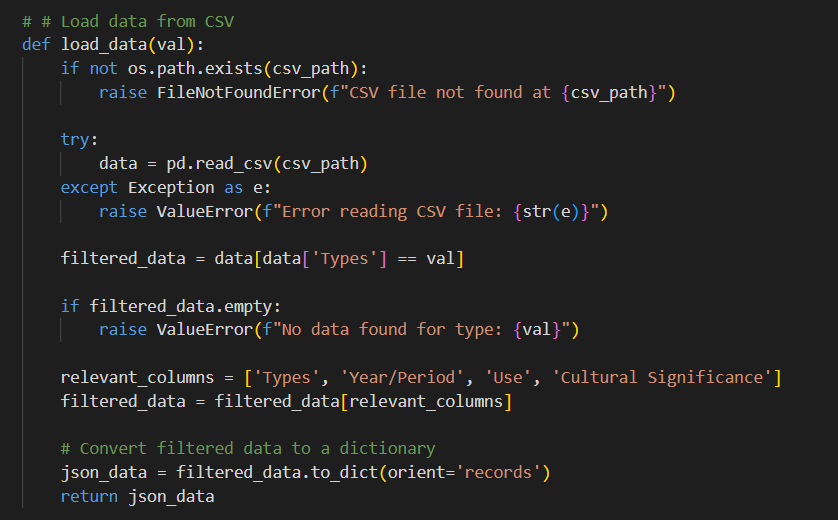 # # Load data from CSV
def load_data(val):
    if not os.path.exists(csv_path):
        raise FileNotFoundError(f"CSV file not found at {csv_path}")

    try:
        data = pd.read_csv(csv_path)
    except Exception as e:
        raise ValueError(f"Error reading CSV file: {str(e)}")

    filtered_data = data[data['Types'] == val]

    if filtered_data.empty:
        raise ValueError(f"No data found for type: {val}")

    relevant_columns = ['Types', 'Year/Period', 'Use', 'Cultural Significance']
    filtered_data = filtered_data[relevant_columns]

    # Convert filtered data to a dictionary
    json_data = filtered_data.to_dict(orient='records')
    return json_data